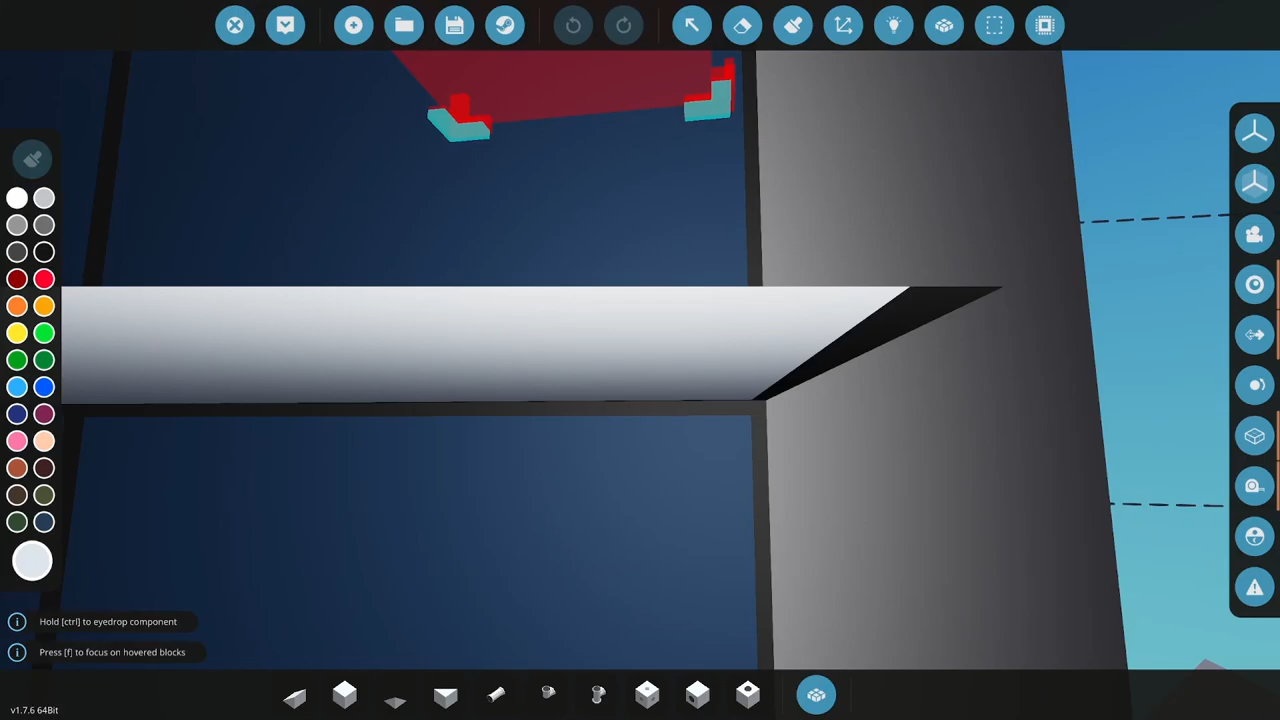 Hold [ctrl] to eyedrop component
Press [f] to focus on hovered blocks
v1.7.6 64Bit